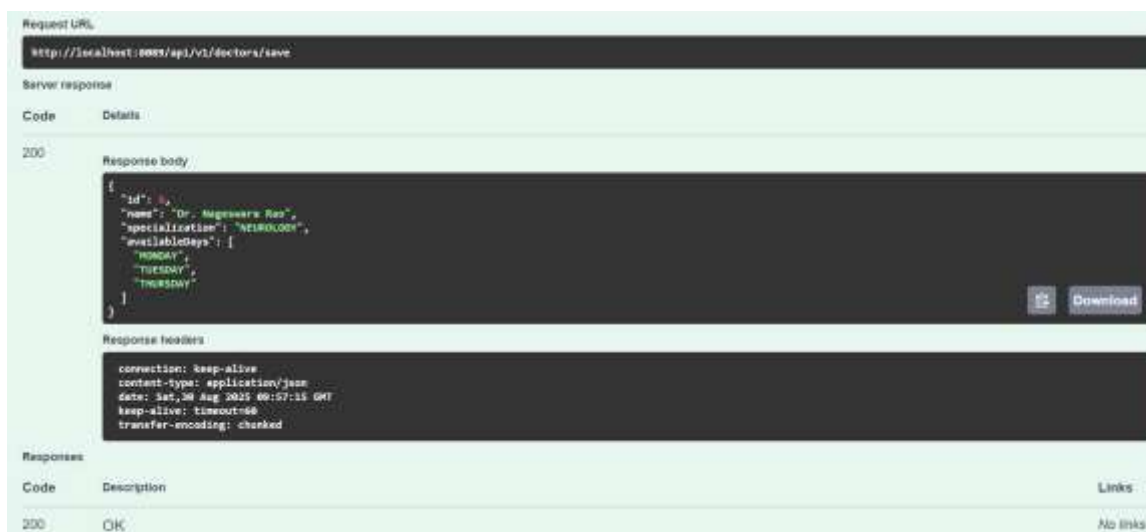 Request URL
http://localhost:8089/api/v1/doctors/save
Server response
Code Details
200
Response body
{
"id": ,
"name": "Dr. Nageswara Rao",
"specialization": "NEUROLOGY",
"availableDays": [
"MONDAY",
"TUESDAY",
"THURSDAY"
]
}
Download
Response headers
connection: keep-alive
content-type: application/json
date: Sat,30 Aug 2025 09:57:15 GMT
keep-alive: timeout=60
transfer-encoding: chunked
Responses
Code Description Links
200 OK No links